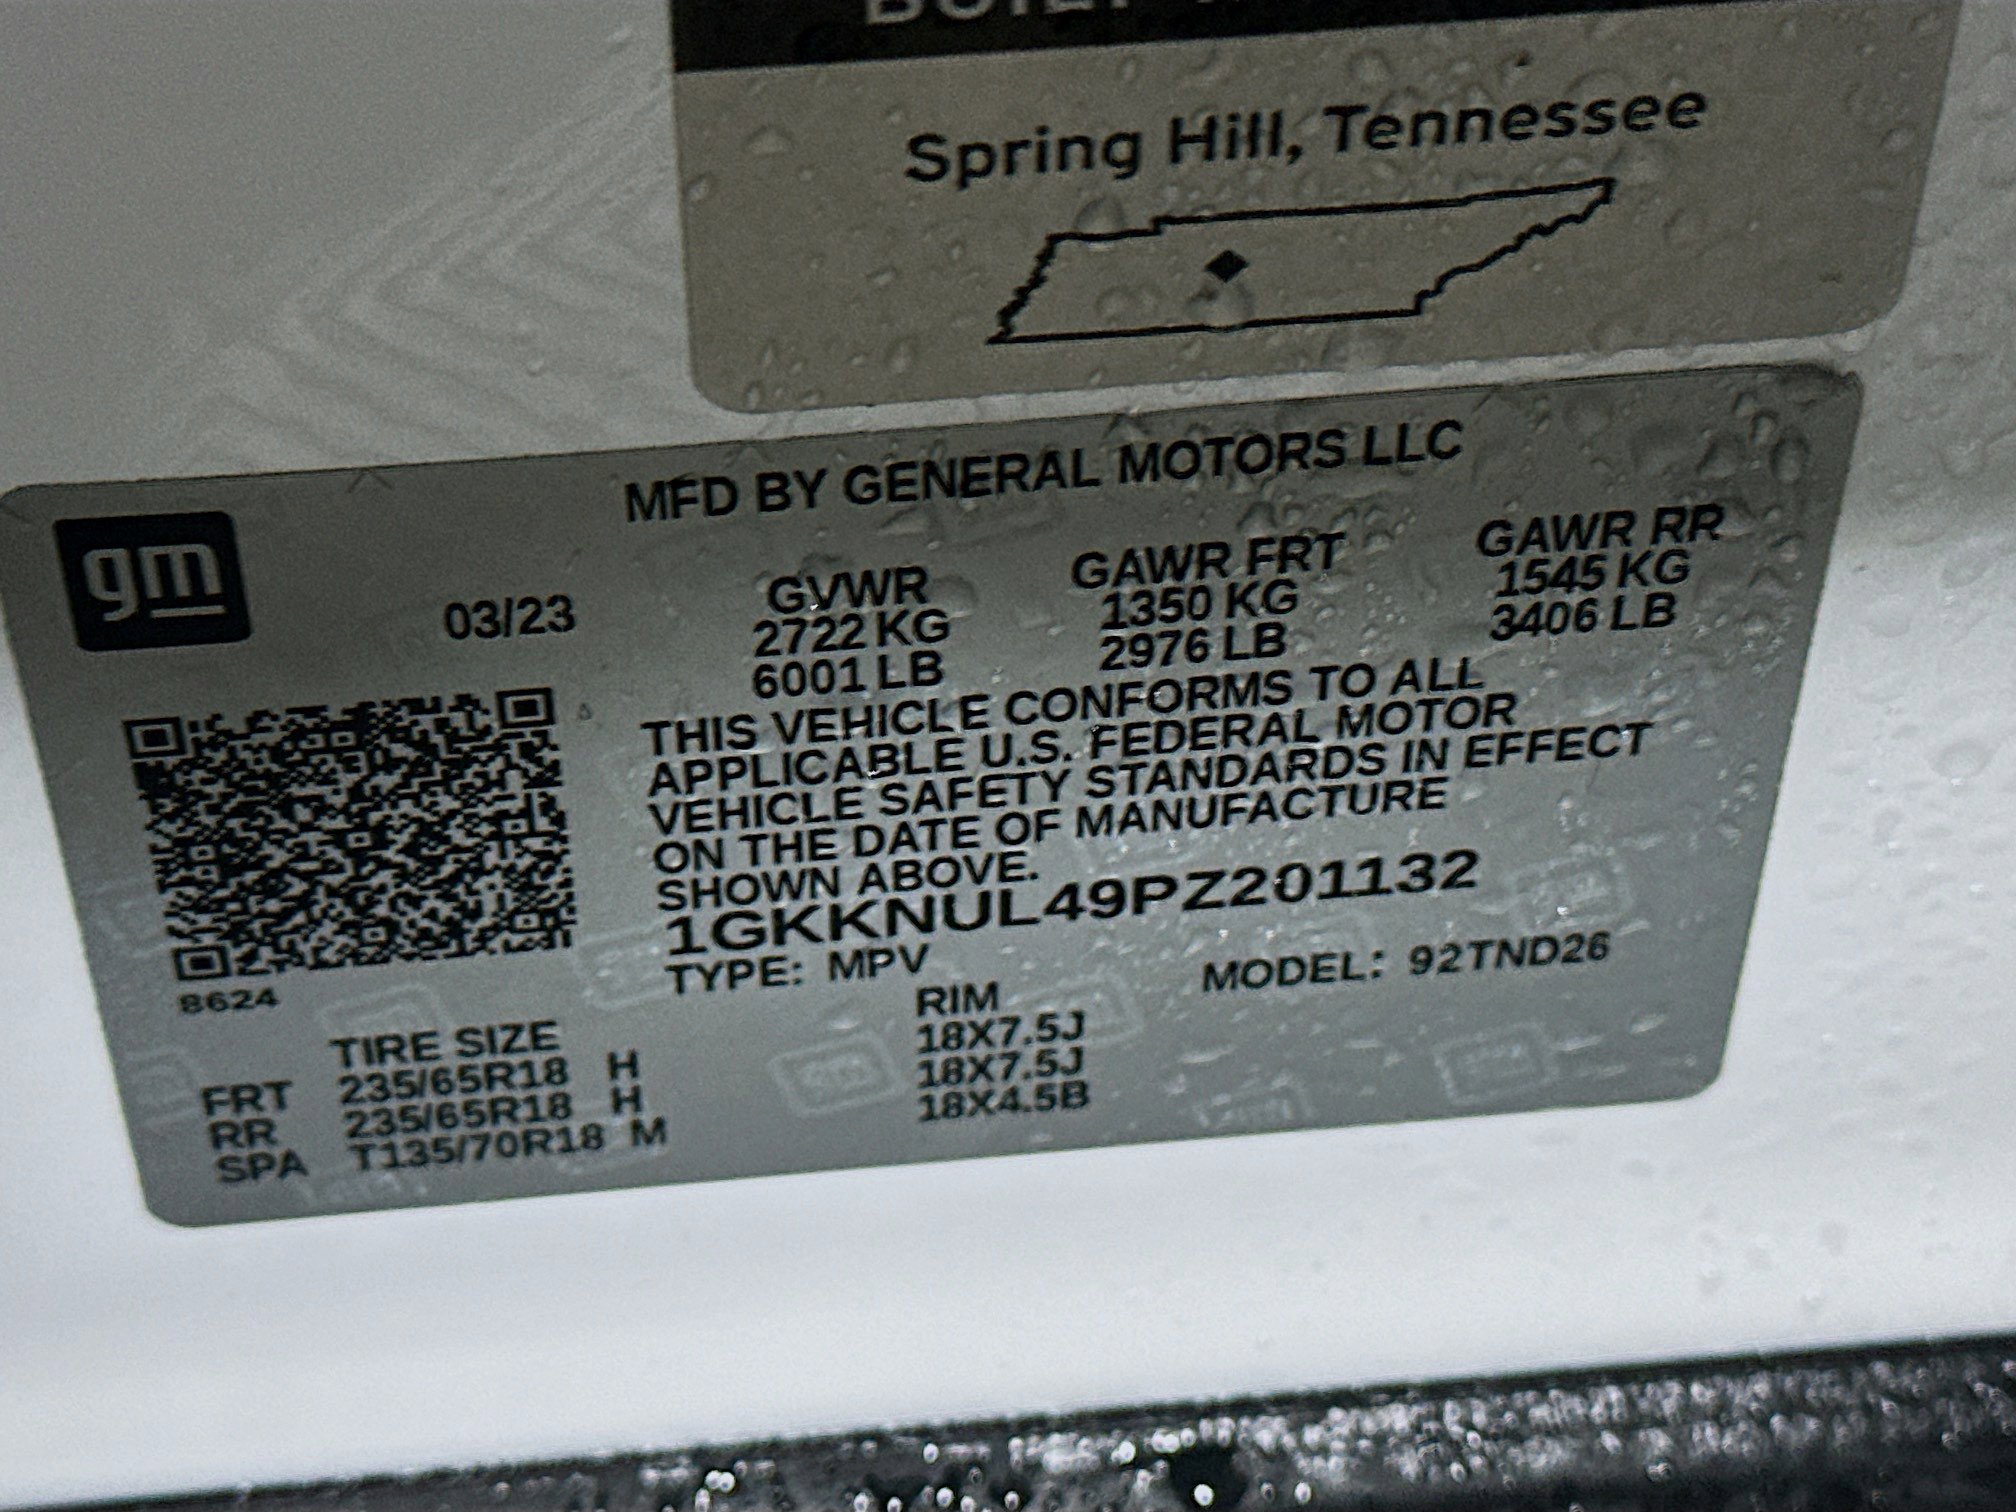 Spring Hill, Tennessee
MFD BY GENERAL MOTORS LLC
gm
03/23
GVWR
2722 KG
6001 LB
GAWR FRT
1350 KG
2976 LB
GAWR RR
1545 KG
3406 LB
THIS VEHICLE CONFORMS TO ALL
APPLICABLE U.S. FEDERAL MOTOR
VEHICLE SAFETY STANDARDS IN EFFECT
ON THE DATE OF MANUFACTURE
SHOWN ABOVE.
1GKKNUL49PZ201132
TYPE: MPV MODEL: 92TND26
8624
TIRE SIZE RIM
FRT 235/65R18 H 18X7.5J
RR 235/65R18 H 18X7.5J
SPA T135/70R18 M 18X4.5B